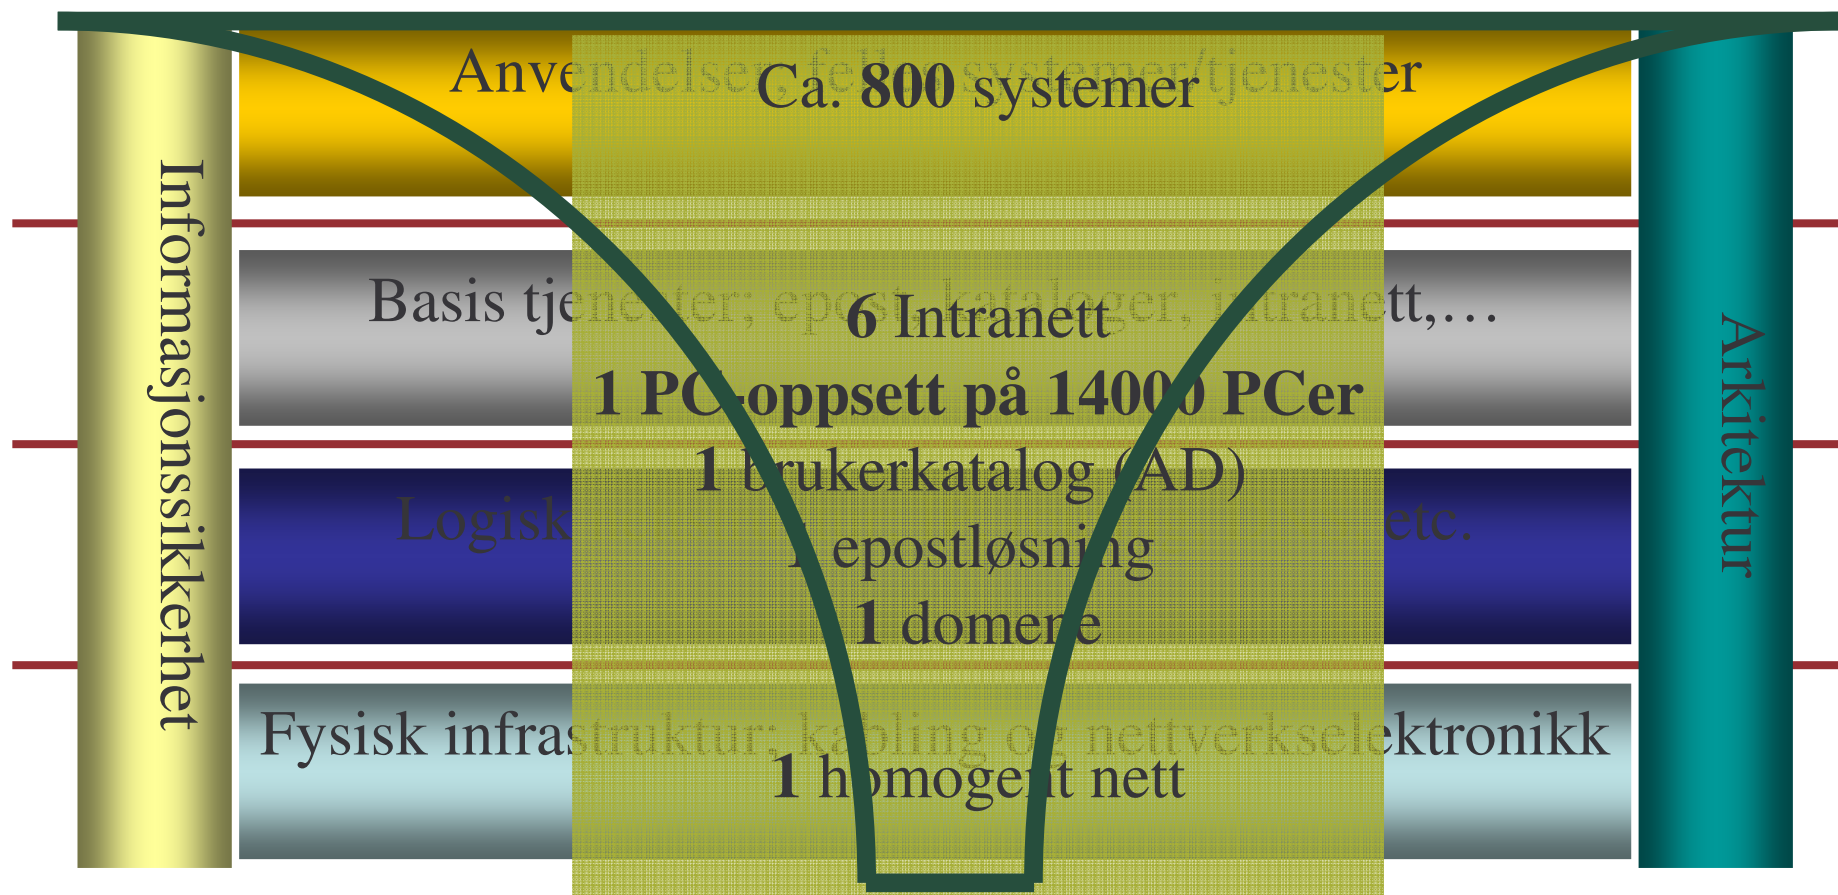 Anvendelser, felles systemer/tjenester
Ca. 800 systemer
Informasjonssikkerhet
Basis tjenester; epost, kataloger, intranett,…
6 Intranett
1 PC-oppsett på 14000 PCer
1 brukerkatalog (AD)
Logisk etc.
1 epostløsning
1 domene
Fysisk infrastruktur; kabling og nettverkselektronikk
1 homogent nett
Arkitektur